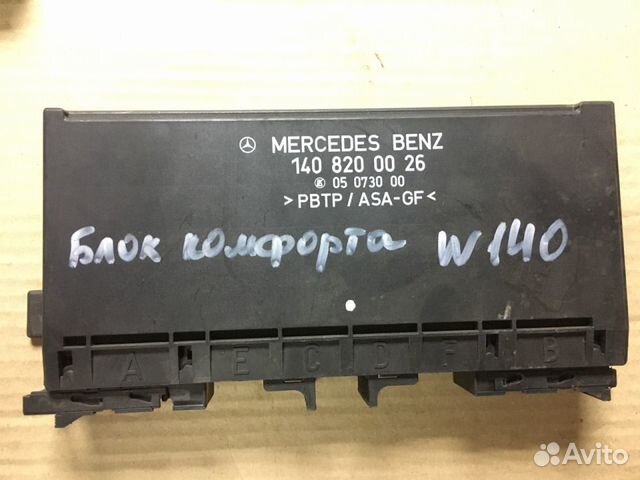 MERCEDES BENZ
140 820 00 26
05 0730 00
>PBTP/ASA-GF<
Блок комфорта W140
A E C D F B
Avito